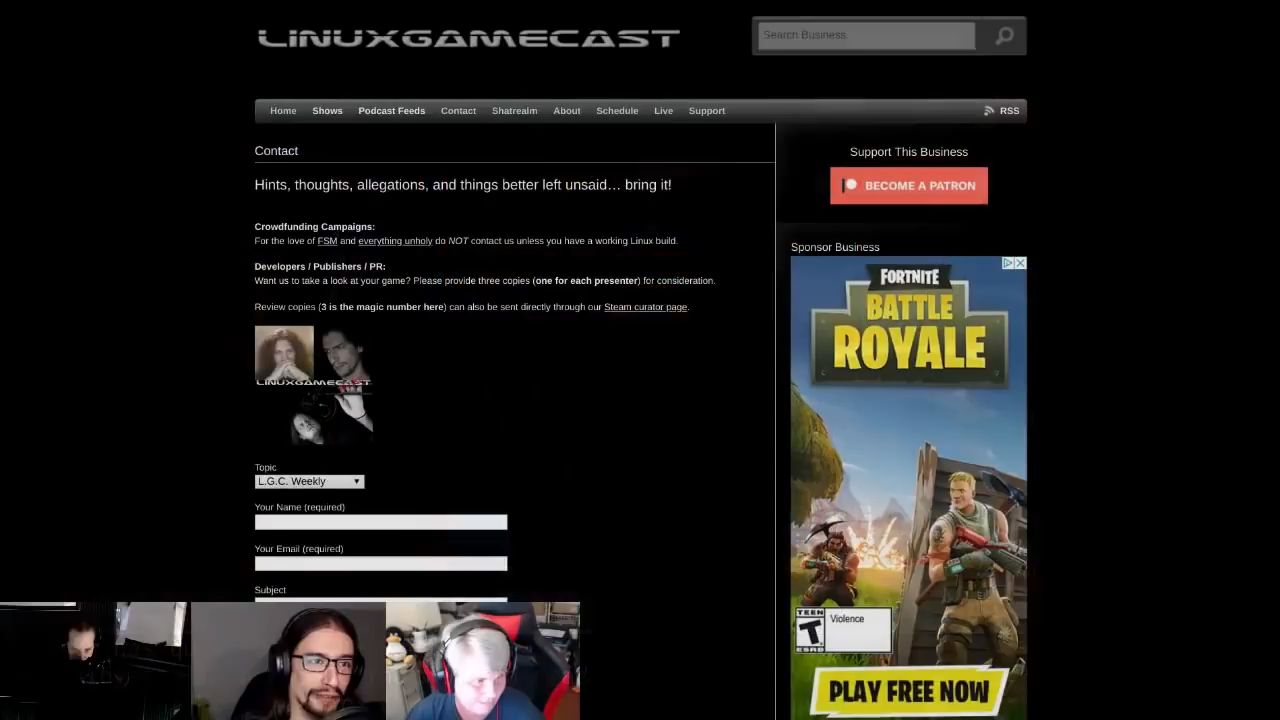 LINUXGAMECAST
Search Business
Home Shows Podcast Feeds Contact Shatrealm About Schedule Live Support RSS
Contact
Hints, thoughts, allegations, and things better left unsaid… bring it!
Crowdfunding Campaigns:
For the love of FSM and everything unholy do NOT contact us unless you have a working Linux build.
Developers / Publishers / PR:
Want us to take a look at your game? Please provide three copies (one for each presenter) for consideration.
Review copies (3 is the magic number here) can also be sent directly through our Steam curator page.
LINUXGAMECAST
Topic
L.G.C. Weekly
Your Name (required)
Your Email (required)
Subject
Support This Business
BECOME A PATRON
Sponsor Business
FORTNITE
BATTLE
ROYALE
TEEN
T
ESRB
Violence
PLAY FREE NOW